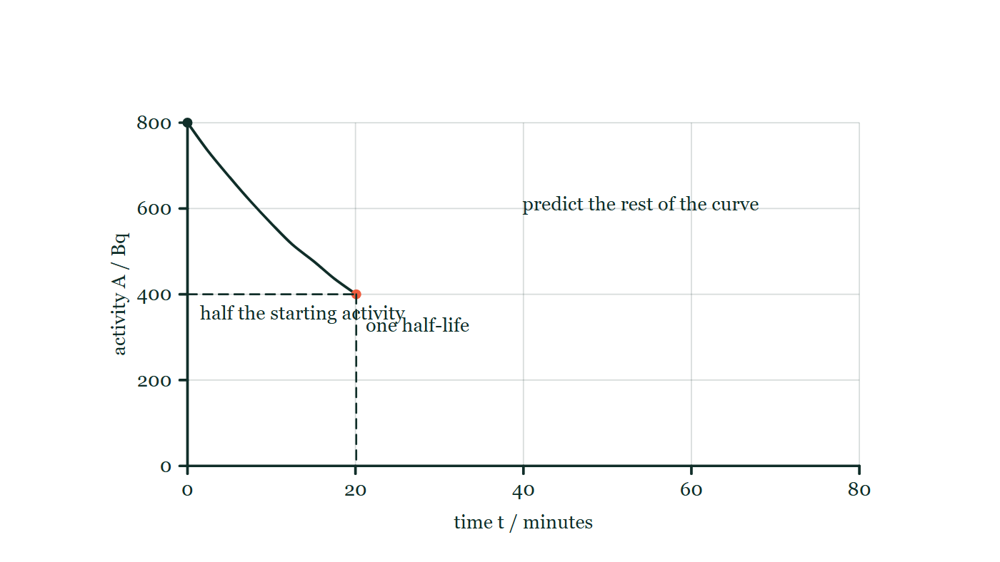 800
600
400
200
0
activity A / Bq
predict the rest of the curve
half the starting activity
one half-life
0
20
40
60
80
time t / minutes